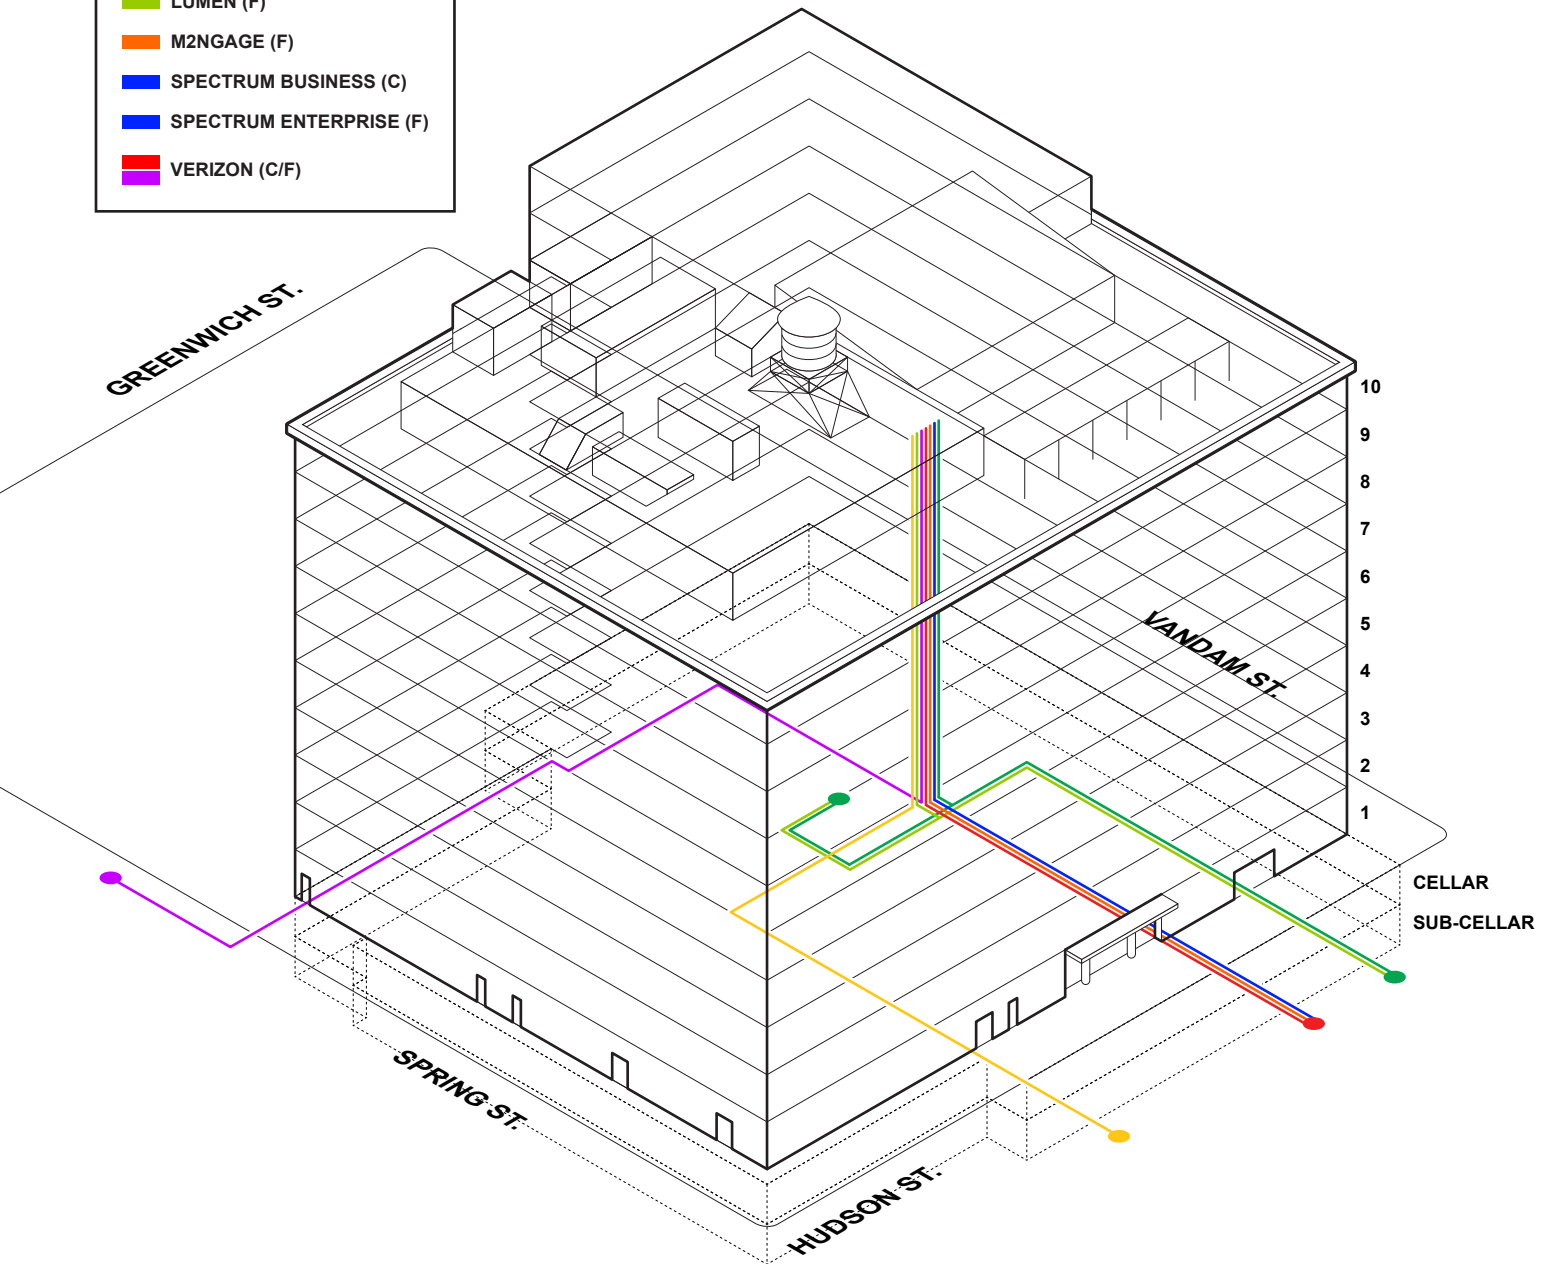 LUMEN (F)
M2NGAGE (F)
SPECTRUM BUSINESS (C)
SPECTRUM ENTERPRISE (F)
VERIZON (C/F)
GREENWICH ST.
10
9
8
7
6
5
VANDAM ST.
4
3
2
1
CELLAR
SUB-CELLAR
SPRING ST.
HUDSON ST.